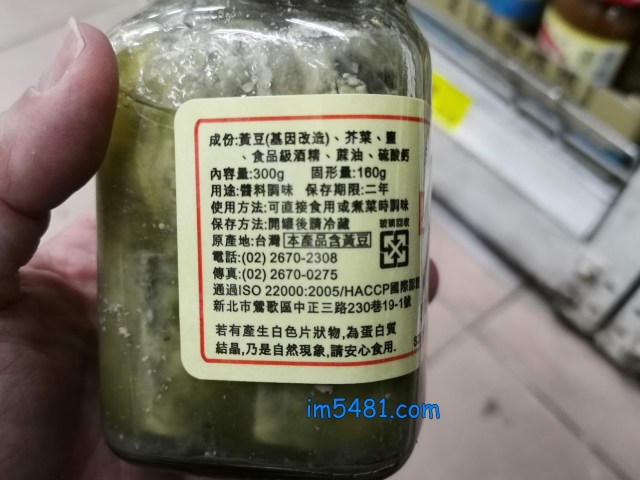 成份:黃豆(基因改造)、芥菜、鹽
、食品級酒精、蔴油、硫酸鈣
內容量:300g 固形量:160g
用途:醬料調味 保存期限:二年
使用方法:可直接食用或煮菜時調味
保存方法:開罐後請冷藏
玻璃回收
原產地:台灣 本產品含黃豆
電話:(02) 2670-2308
傳真:(02) 2670-0275
通過ISO 22000:2005/HACCP國際認證
新北市鶯歌區中正三路230巷19-1號
若有產生白色片狀物,為蛋白質
結晶,乃是自然現象,請安心食用.
im5481.com